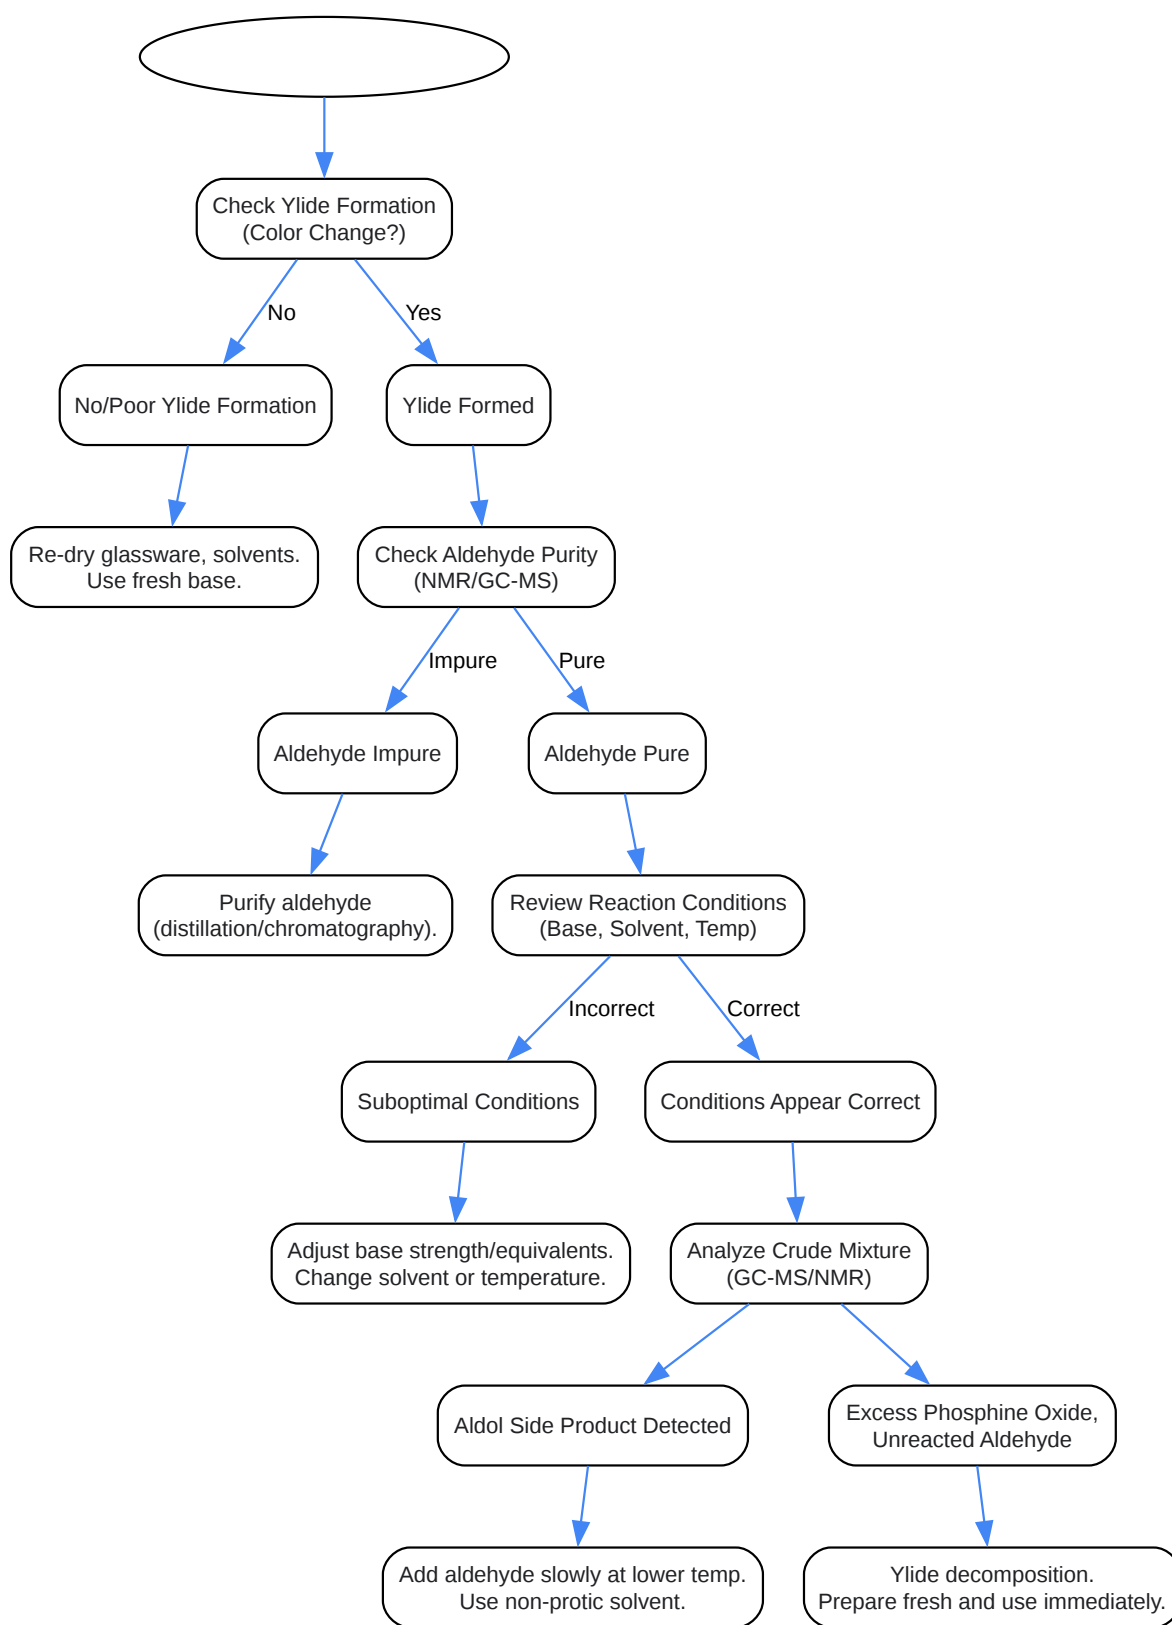 Check Ylide Formation
(Color Change?)
No
Yes
No/Poor Ylide Formation
Ylide Formed
Re-dry glassware, solvents.
Use fresh base.
Check Aldehyde Purity
(NMR/GC-MS)
Impure
Pure
Aldehyde Impure
Aldehyde Pure
Purify aldehyde
(distillation/chromatography).
Review Reaction Conditions
(Base, Solvent, Temp)
Incorrect
Correct
Suboptimal Conditions
Conditions Appear Correct
Adjust base strength/equivalents.
Change solvent or temperature.
Analyze Crude Mixture
(GC-MS/NMR)
Aldol Side Product Detected
Excess Phosphine Oxide,
Unreacted Aldehyde
Add aldehyde slowly at lower temp.
Use non-protic solvent.
Ylide decomposition.
Prepare fresh and use immediately.